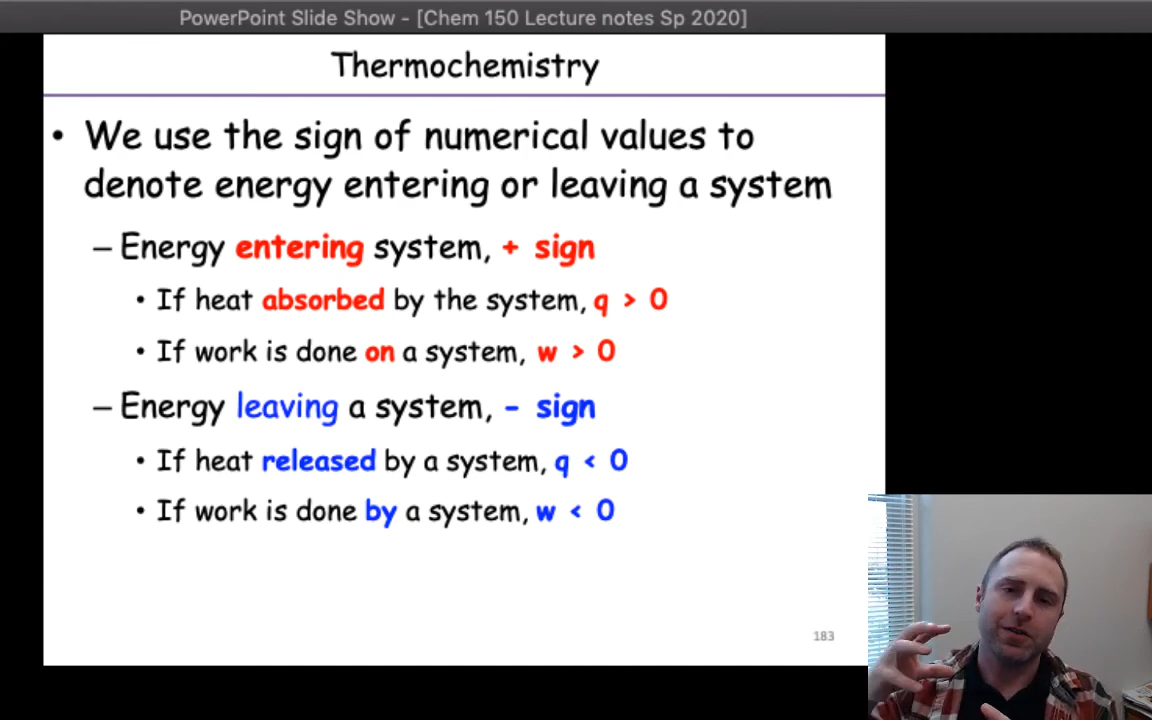 PowerPoint Slide Show - [Chem 150 Lecture notes Sp 2020]
Thermochemistry
• We use the sign of numerical values to
denote energy entering or leaving a system
– Energy entering system, + sign
• If heat absorbed by the system, q > 0
• If work is done on a system, w > 0
– Energy leaving a system, - sign
• If heat released by a system, q < 0
• If work is done by a system, w < 0
183